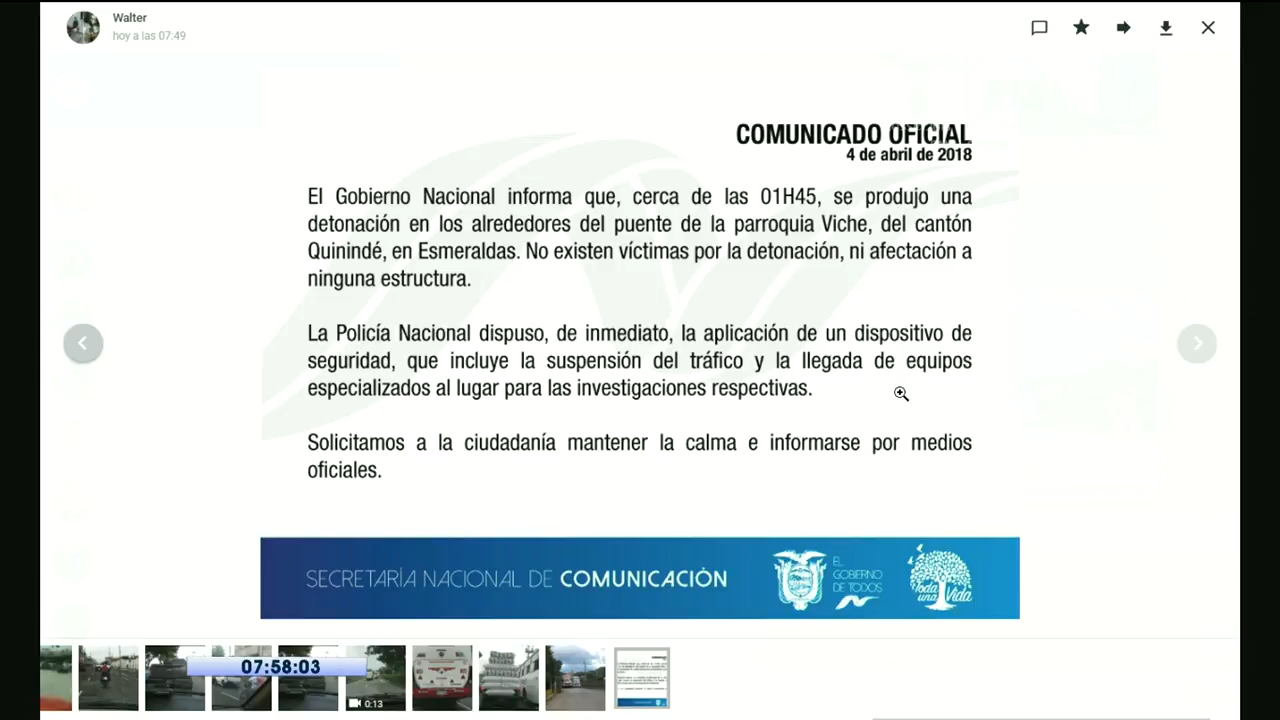 Walter
hoy a las 07:49
COMUNICADO OFICIAL
4 de abril de 2018
El Gobierno Nacional informa que, cerca de las 01H45, se produjo una
detonación en los alrededores del puente de la parroquia Viche, del cantón
Quinindé, en Esmeraldas. No existen víctimas por la detonación, ni afectación a
ninguna estructura.
La Policía Nacional dispuso, de inmediato, la aplicación de un dispositivo de
seguridad, que incluye la suspensión del tráfico y la llegada de equipos
especializados al lugar para las investigaciones respectivas.
Solicitamos a la ciudadanía mantener la calma e informarse por medios
oficiales.
SECRETARÍA NACIONAL DE COMUNICACIÓN
EL
GOBIERNO
DE TODOS
Toda
una Vida
07:58:03
0:13